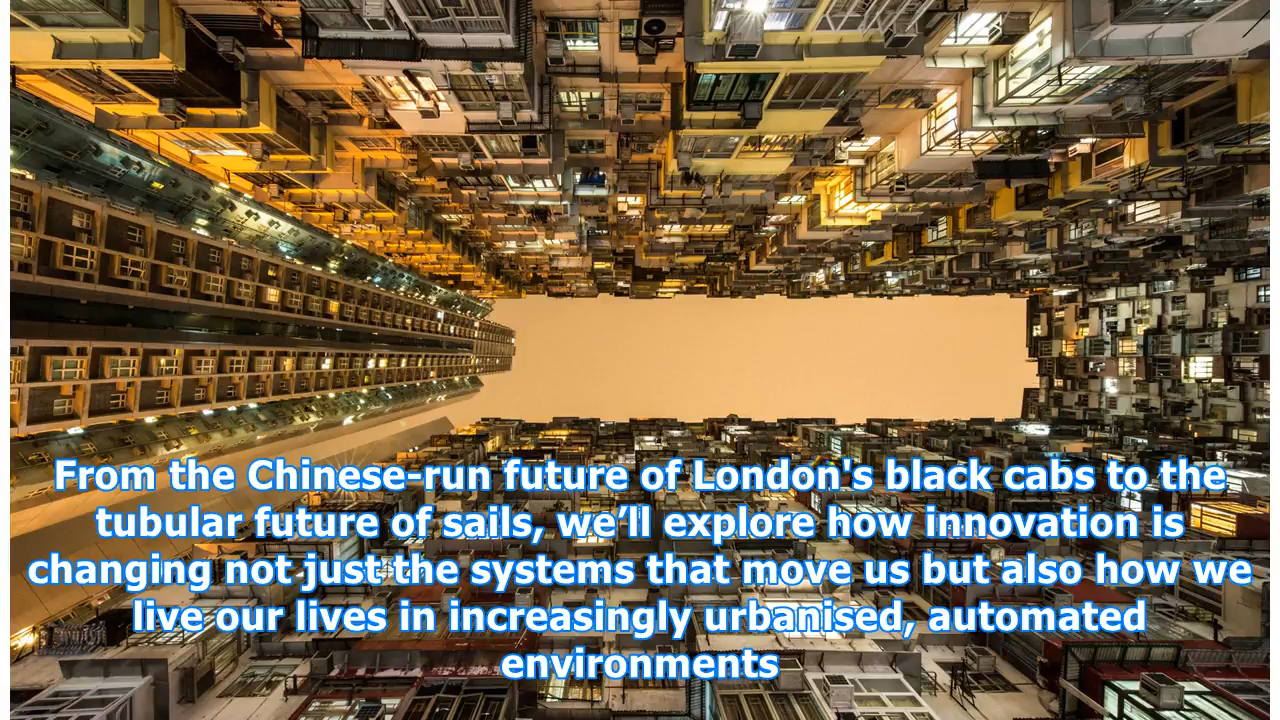 From the Chinese-run future of London's black cabs to the
tubular future of sails, we’ll explore how innovation is
changing not just the systems that move us but also how we
live our lives in increasingly urbanised, automated
environments